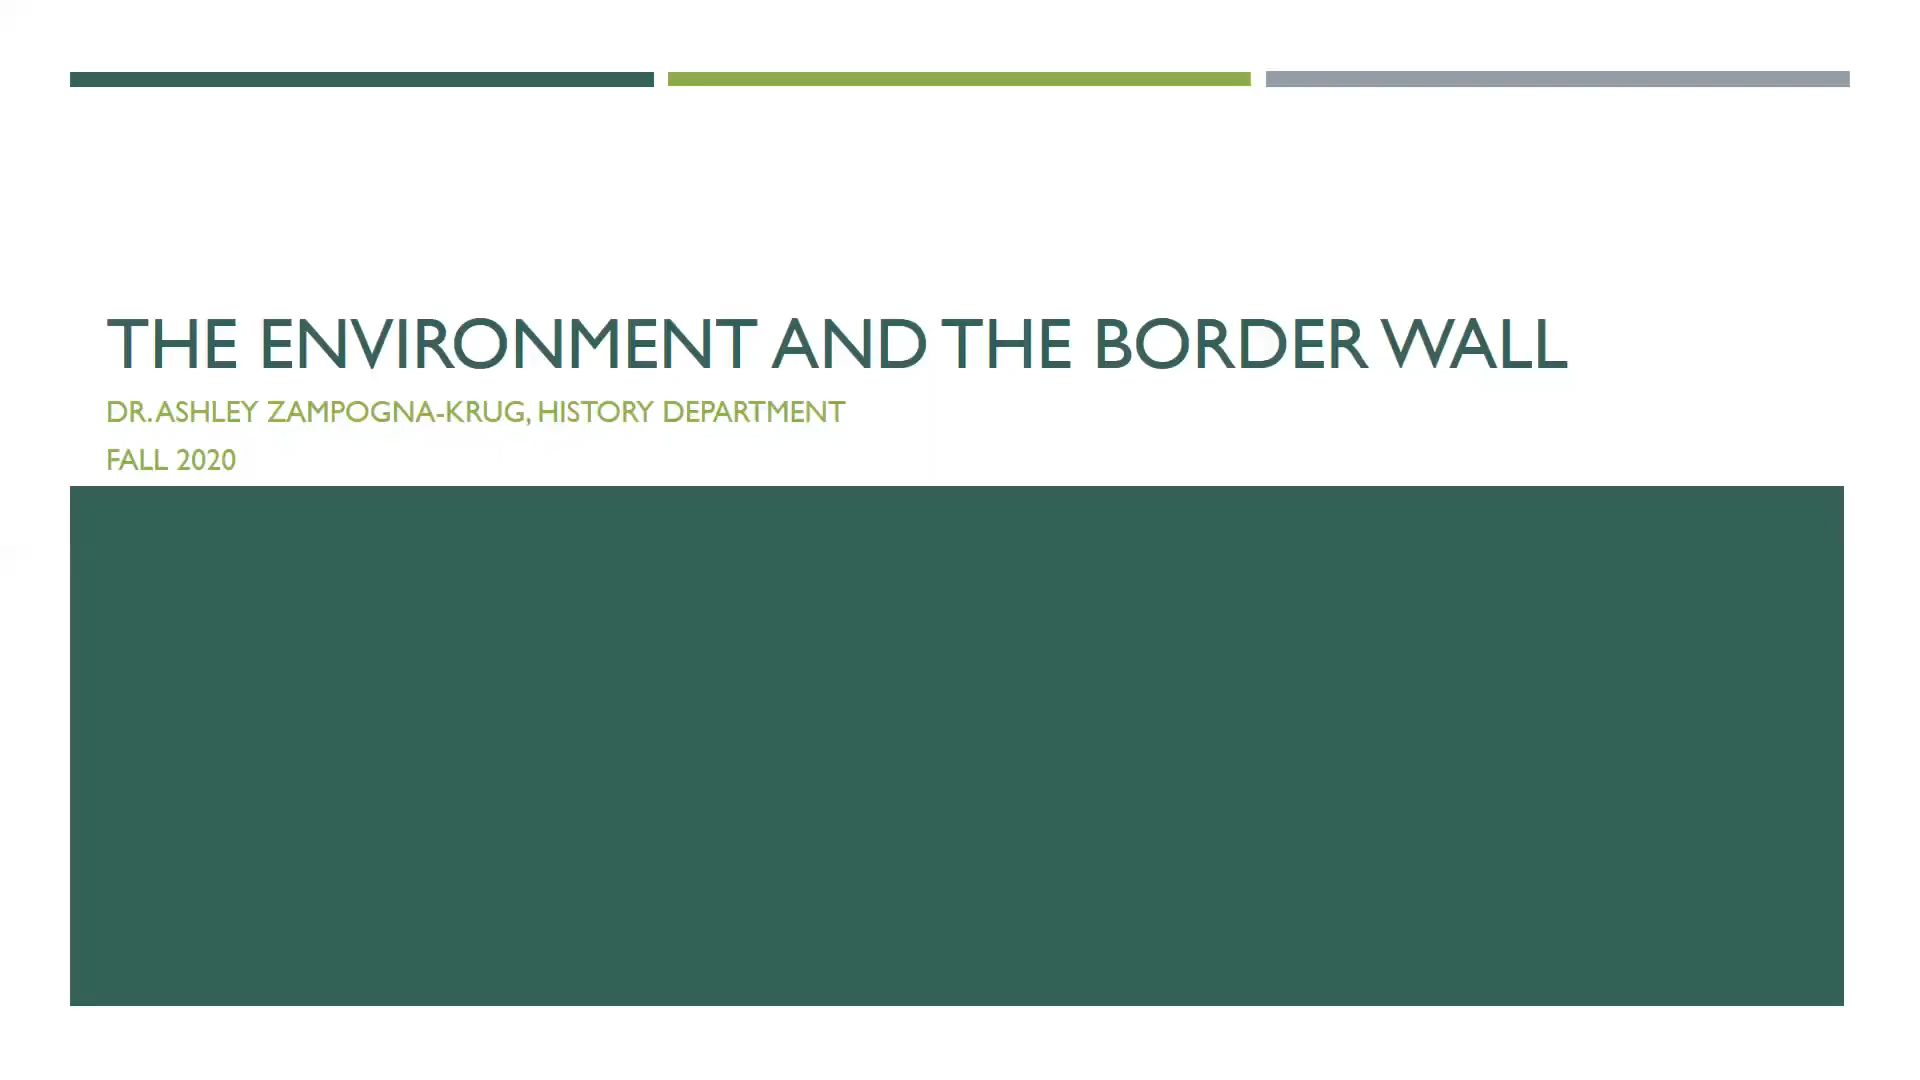 THE ENVIRONMENT AND THE BORDER WALL
DR. ASHLEY ZAMPOGNA-KRUG, HISTORY DEPARTMENT
FALL 2020